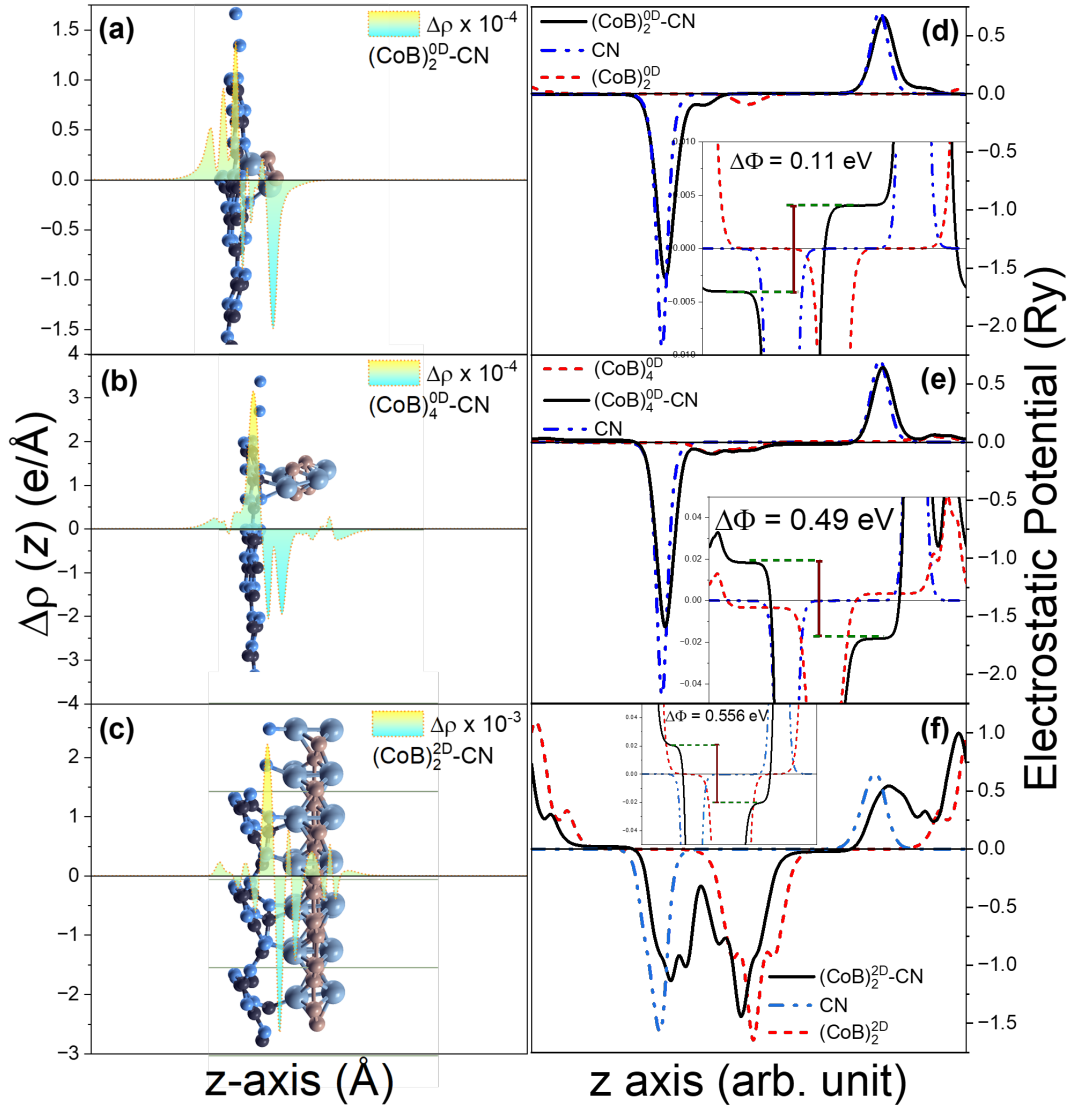 Δρ (z) (e/Å)
(a)
Δρ x 10⁻⁴
(CoB)₂⁰ᴰ-CN
1.5
1.0
0.5
0.0
−0.5
−1.0
−1.5
(b)
Δρ x 10⁻⁴
(CoB)₄⁰ᴰ-CN
4
3
2
1
0
−1
−2
−3
−4
(c)
Δρ x 10⁻³
(CoB)₂²ᴰ-CN
2
1
0
−1
−2
−3
z-axis (Å)
(d)
(CoB)₂⁰ᴰ-CN
CN
(CoB)₂⁰ᴰ
0.5
0.0
−0.5
−1.0
−1.5
−2.0
ΔΦ = 0.11 eV
0.010
0.005
0.000
−0.005
0.010
(e)
(CoB)₄⁰ᴰ
(CoB)₄⁰ᴰ-CN
CN
0.5
0.0
−0.5
−1.0
−1.5
−2.0
ΔΦ = 0.49 eV
0.04
0.02
0.00
−0.02
−0.04
(f)
ΔΦ = 0.556 eV
0.04
0.02
0.00
−0.02
−0.04
1.0
0.5
0.0
−0.5
−1.0
−1.5
(CoB)₂²ᴰ-CN
CN
(CoB)₂²ᴰ
z axis (arb. unit)
Electrostatic Potential (Ry)